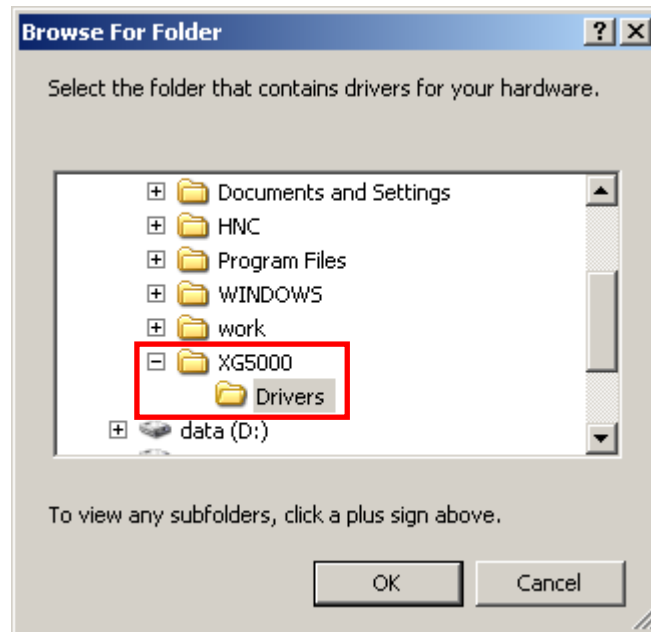 Browse For Folder
Select the folder that contains drivers for your hardware.
Documents and Settings
HNC
Program Files
WINDOWS
work
XG5000
Drivers
data (D:)
To view any subfolders, click a plus sign above.
OK Cancel